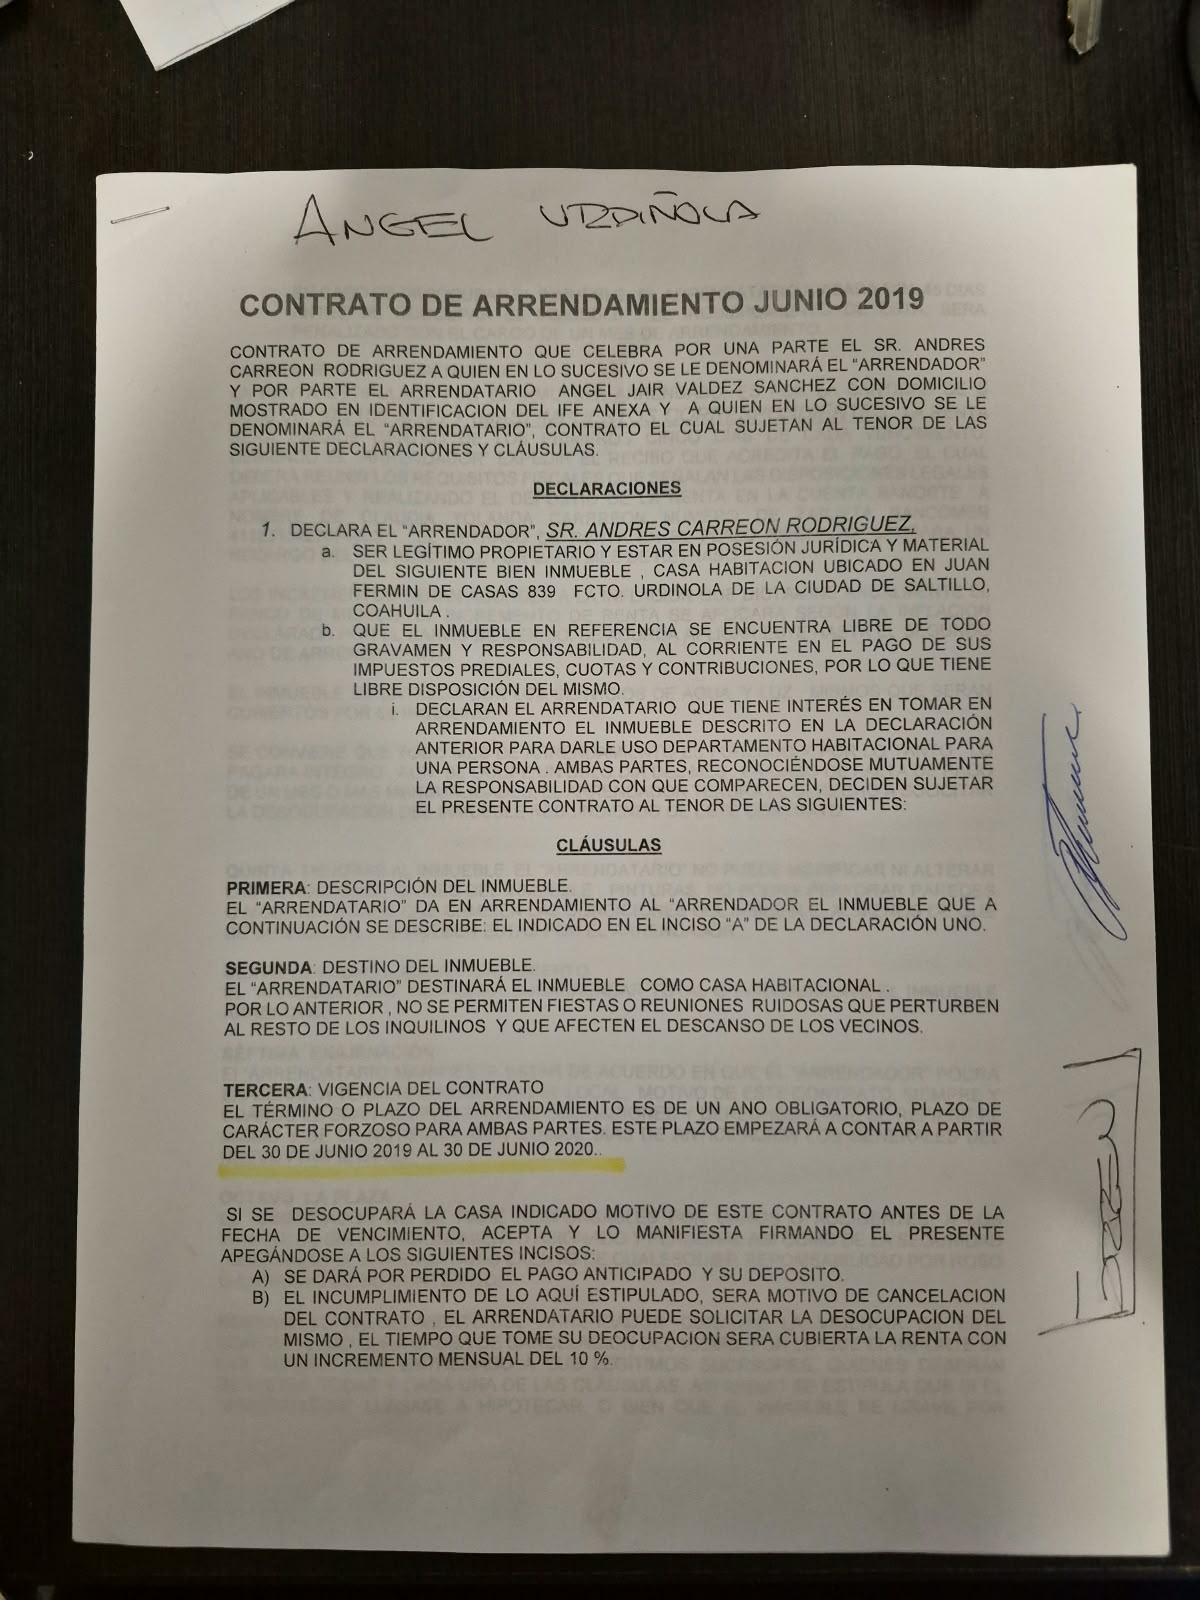 ANGEL URDIÑOLA
CONTRATO DE ARRENDAMIENTO JUNIO 2019
CONTRATO DE ARRENDAMIENTO QUE CELEBRA POR UNA PARTE EL SR. ANDRES
CARREON RODRIGUEZ A QUIEN EN LO SUCESIVO SE LE DENOMINARÁ EL "ARRENDADOR"
Y POR PARTE EL ARRENDATARIO ANGEL JAIR VALDEZ SANCHEZ CON DOMICILIO
MOSTRADO EN IDENTIFICACION DEL IFE ANEXA Y A QUIEN EN LO SUCESIVO SE LE
DENOMINARÁ EL "ARRENDATARIO", CONTRATO EL CUAL SUJETAN AL TENOR DE LAS
SIGUIENTE DECLARACIONES Y CLÁUSULAS.
DECLARACIONES
1. DECLARA EL "ARRENDADOR", SR. ANDRES CARREON RODRIGUEZ.
a. SER LEGÍTIMO PROPIETARIO Y ESTAR EN POSESIÓN JURÍDICA Y MATERIAL
DEL SIGUIENTE BIEN INMUEBLE , CASA HABITACION UBICADO EN JUAN
FERMIN DE CASAS 839 FCTO. URDINOLA DE LA CIUDAD DE SALTILLO,
COAHUILA .
b. QUE EL INMUEBLE EN REFERENCIA SE ENCUENTRA LIBRE DE TODO
GRAVAMEN Y RESPONSABILIDAD, AL CORRIENTE EN EL PAGO DE SUS
IMPUESTOS PREDIALES, CUOTAS Y CONTRIBUCIONES, POR LO QUE TIENE
LIBRE DISPOSICIÓN DEL MISMO.
i. DECLARAN EL ARRENDATARIO QUE TIENE INTERÉS EN TOMAR EN
ARRENDAMIENTO EL INMUEBLE DESCRITO EN LA DECLARACIÓN
ANTERIOR PARA DARLE USO DEPARTAMENTO HABITACIONAL PARA
UNA PERSONA . AMBAS PARTES, RECONOCIÉNDOSE MUTUAMENTE
LA RESPONSABILIDAD CON QUE COMPARECEN, DECIDEN SUJETAR
EL PRESENTE CONTRATO AL TENOR DE LAS SIGUIENTES:
CLÁUSULAS
PRIMERA: DESCRIPCIÓN DEL INMUEBLE.
EL "ARRENDATARIO" DA EN ARRENDAMIENTO AL "ARRENDADOR EL INMUEBLE QUE A
CONTINUACIÓN SE DESCRIBE: EL INDICADO EN EL INCISO "A" DE LA DECLARACIÓN UNO.
SEGUNDA: DESTINO DEL INMUEBLE.
EL "ARRENDATARIO" DESTINARÁ EL INMUEBLE COMO CASA HABITACIONAL .
POR LO ANTERIOR , NO SE PERMITEN FIESTAS O REUNIONES RUIDOSAS QUE PERTURBEN
AL RESTO DE LOS INQUILINOS Y QUE AFECTEN EL DESCANSO DE LOS VECINOS.
TERCERA: VIGENCIA DEL CONTRATO
EL TÉRMINO O PLAZO DEL ARRENDAMIENTO ES DE UN ANO OBLIGATORIO, PLAZO DE
CARÁCTER FORZOSO PARA AMBAS PARTES. ESTE PLAZO EMPEZARÁ A CONTAR A PARTIR
DEL 30 DE JUNIO 2019 AL 30 DE JUNIO 2020..
SI SE DESOCUPARÁ LA CASA INDICADO MOTIVO DE ESTE CONTRATO ANTES DE LA
FECHA DE VENCIMIENTO, ACEPTA Y LO MANIFIESTA FIRMANDO EL PRESENTE
APEGÁNDOSE A LOS SIGUIENTES INCISOS:
A) SE DARÁ POR PERDIDO EL PAGO ANTICIPADO Y SU DEPOSITO.
B) EL INCUMPLIMIENTO DE LO AQUÍ ESTIPULADO, SERA MOTIVO DE CANCELACION
DEL CONTRATO , EL ARRENDATARIO PUEDE SOLICITAR LA DESOCUPACION DEL
MISMO , EL TIEMPO QUE TOME SU DEOCUPACION SERA CUBIERTA LA RENTA CON
UN INCREMENTO MENSUAL DEL 10 %.